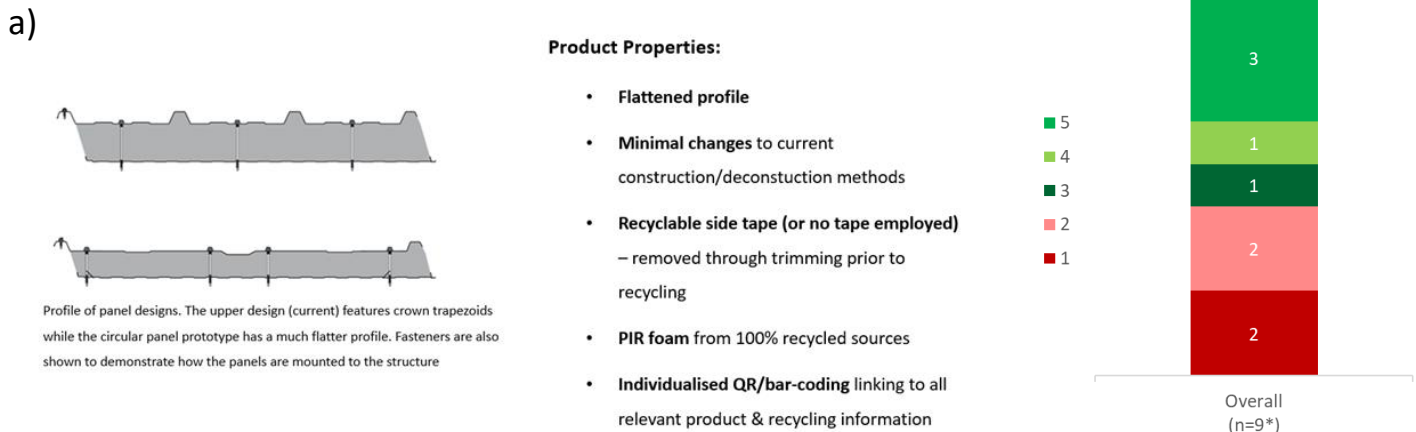 a)
Profile of panel designs. The upper design (current) features crown trapezoids
while the circular panel prototype has a much flatter profile. Fasteners are also
shown to demonstrate how the panels are mounted to the structure
Product Properties:
• Flattened profile
• Minimal changes to current
construction/deconstuction methods
• Recyclable side tape (or no tape employed)
– removed through trimming prior to
recycling
• PIR foam from 100% recycled sources
• Individualised QR/bar-coding linking to all
relevant product & recycling information
5
4
3
2
1
3
1
1
2
2
Overall
(n=9*)